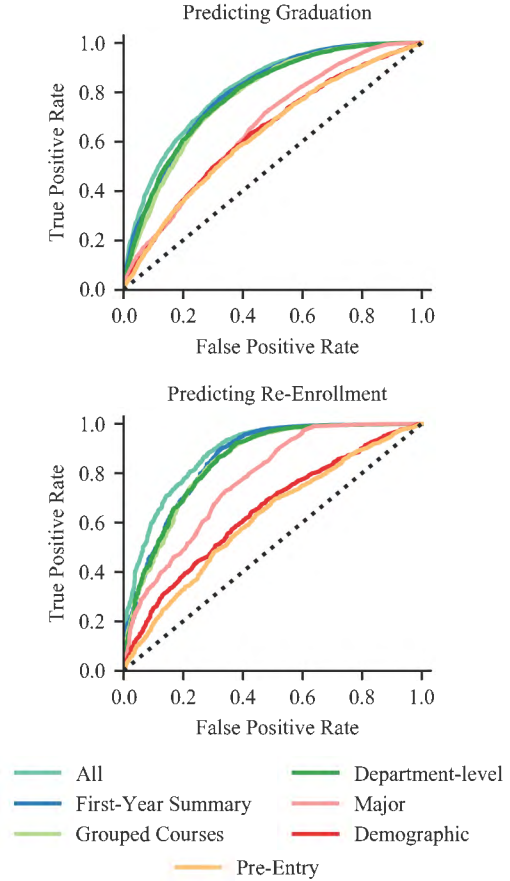 Predicting Graduation
True Positive Rate
1.0
0.8
0.6
0.4
0.2
0.0
0.0 0.2 0.4 0.6 0.8 1.0
False Positive Rate
Predicting Re-Enrollment
True Positive Rate
1.0
0.8
0.6
0.4
0.2
0.0
0.0 0.2 0.4 0.6 0.8 1.0
False Positive Rate
All
Department-level
First-Year Summary
Major
Grouped Courses
Demographic
Pre-Entry